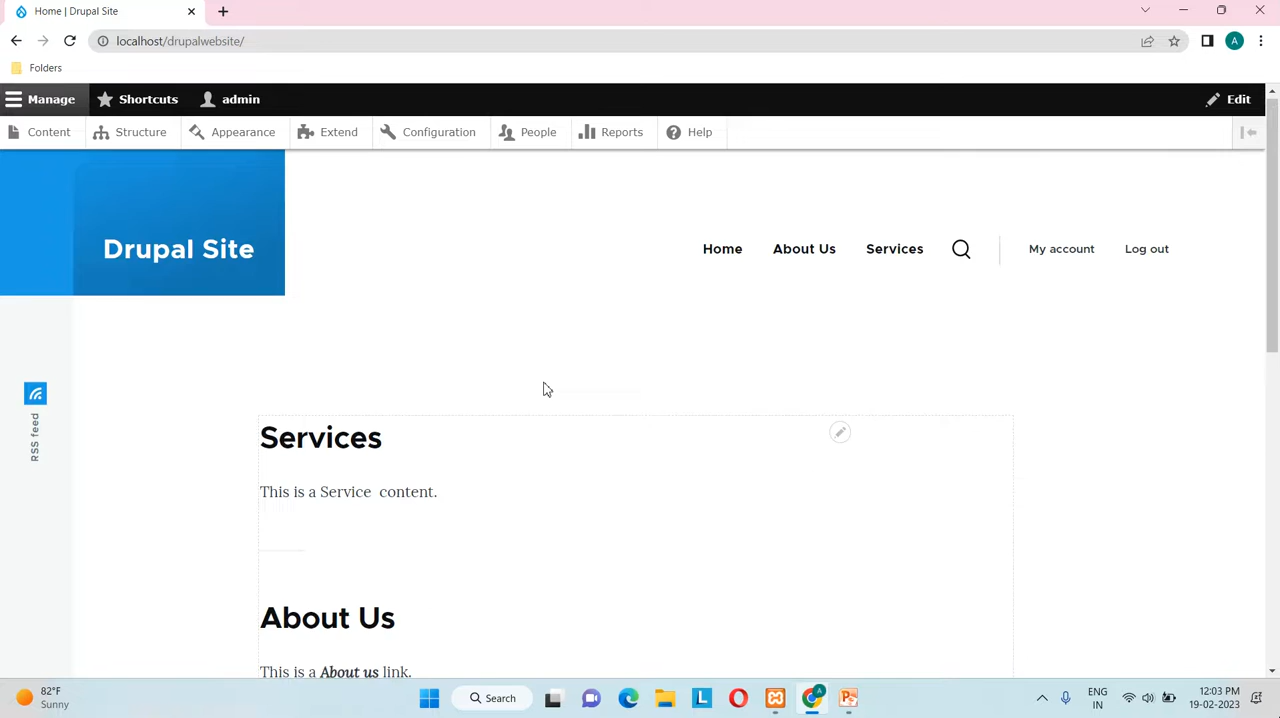 Home | Drupal Site
localhost/drupalwebsite/
A
Folders
Manage Shortcuts admin Edit
Content Structure Appearance Extend Configuration People Reports Help
Drupal Site
Home About Us Services My account Log out
RSS feed
Services
This is a Service content.
About Us
This is a About us link.
82°F
Sunny
Search
L
A
ENG
IN
12:03 PM
19-02-2023